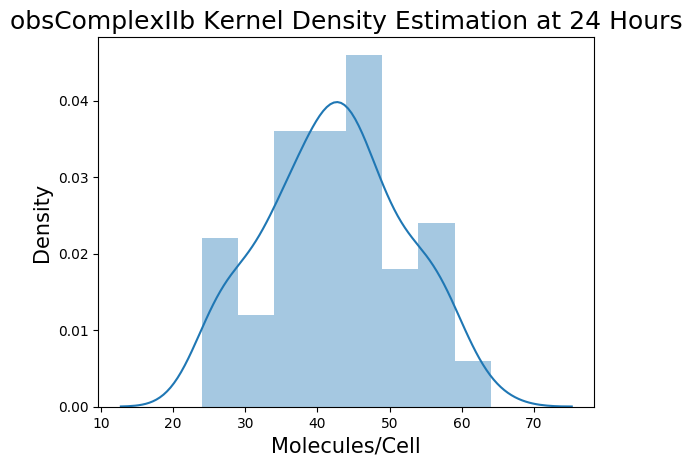 obsComplexIIb Kernel Density Estimation at 24 Hours
0.04
0.03
0.02
0.01
0.00
Density
10 20 30 40 50 60 70
Molecules/Cell